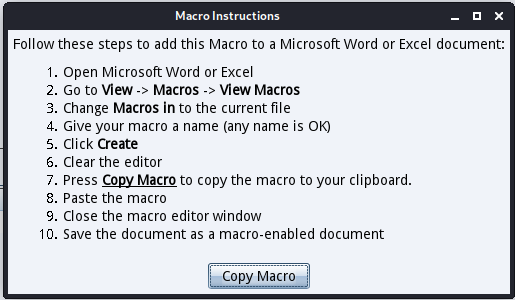 Macro Instructions
Follow these steps to add this Macro to a Microsoft Word or Excel document:
1. Open Microsoft Word or Excel
2. Go to View -> Macros -> View Macros
3. Change Macros in to the current file
4. Give your macro a name (any name is OK)
5. Click Create
6. Clear the editor
7. Press Copy Macro to copy the macro to your clipboard.
8. Paste the macro
9. Close the macro editor window
10. Save the document as a macro-enabled document
Copy Macro